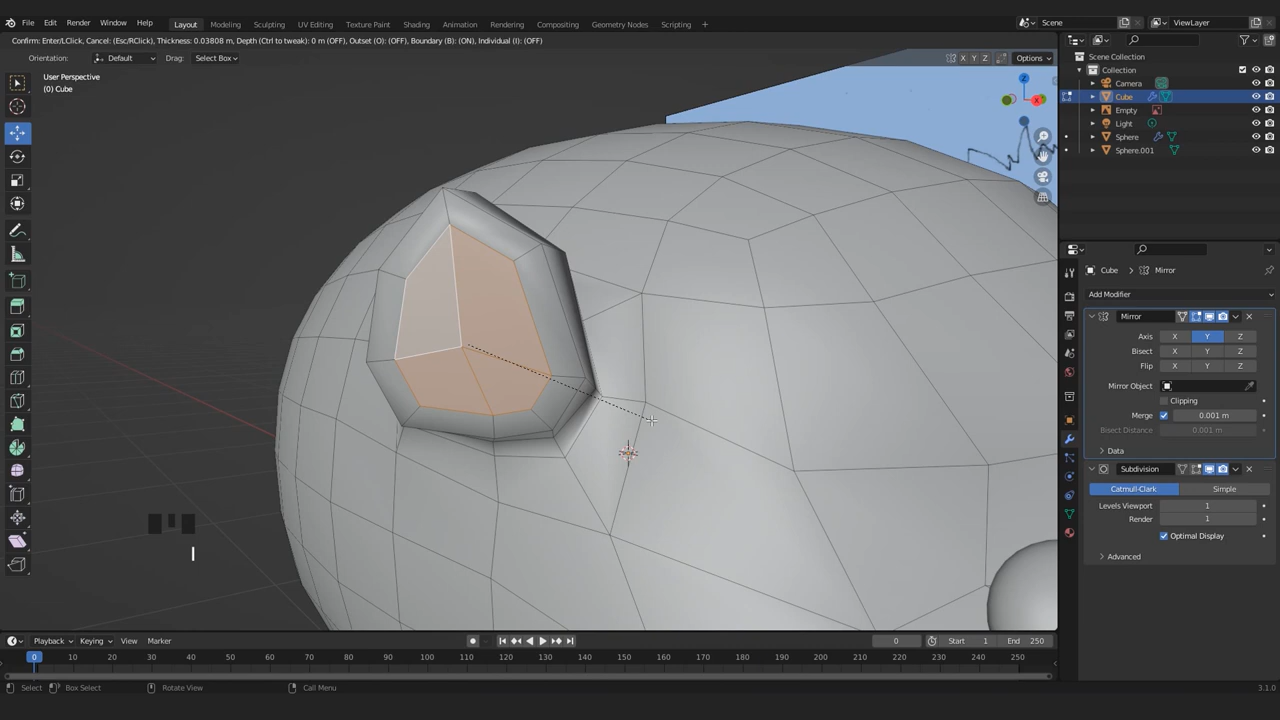 File Edit Render Window Help Layout Modeling Sculpting UV Editing Texture Paint Shading Animation Rendering Compositing Geometry Nodes Scripting + Scene ViewLayer
Confirm: Enter/LClick, Cancel: (Esc/RClick), Thickness: 0.03808 m, Depth (Ctrl to tweak): 0 m (OFF), Outset (O): (OFF), Boundary (B): (ON), Individual (I): (OFF)
Orientation: Default Drag: Select Box X Y Z Options
User Perspective
(0) Cube
Z
X
Scene Collection
Collection
Camera
Cube
Empty
Light
Sphere
Sphere.001
Cube > Mirror
Add Modifier
Mirror
Axis X Y Z
Bisect X Y Z
Flip X Y Z
Mirror Object
Clipping
Merge 0.001 m
Bisect Distance 0.001 m
Data
Subdivision
Catmull-Clark Simple
Levels Viewport 1
Render 1
Optimal Display
Advanced
I
Playback Keying View Marker 0 Start 1 End 250
0 10 20 30 40 50 60 70 80 90 100 110 120 130 140 150 160 170 180 190 200 210 220 230 240 250
Select Box Select Rotate View Call Menu 3.1.0